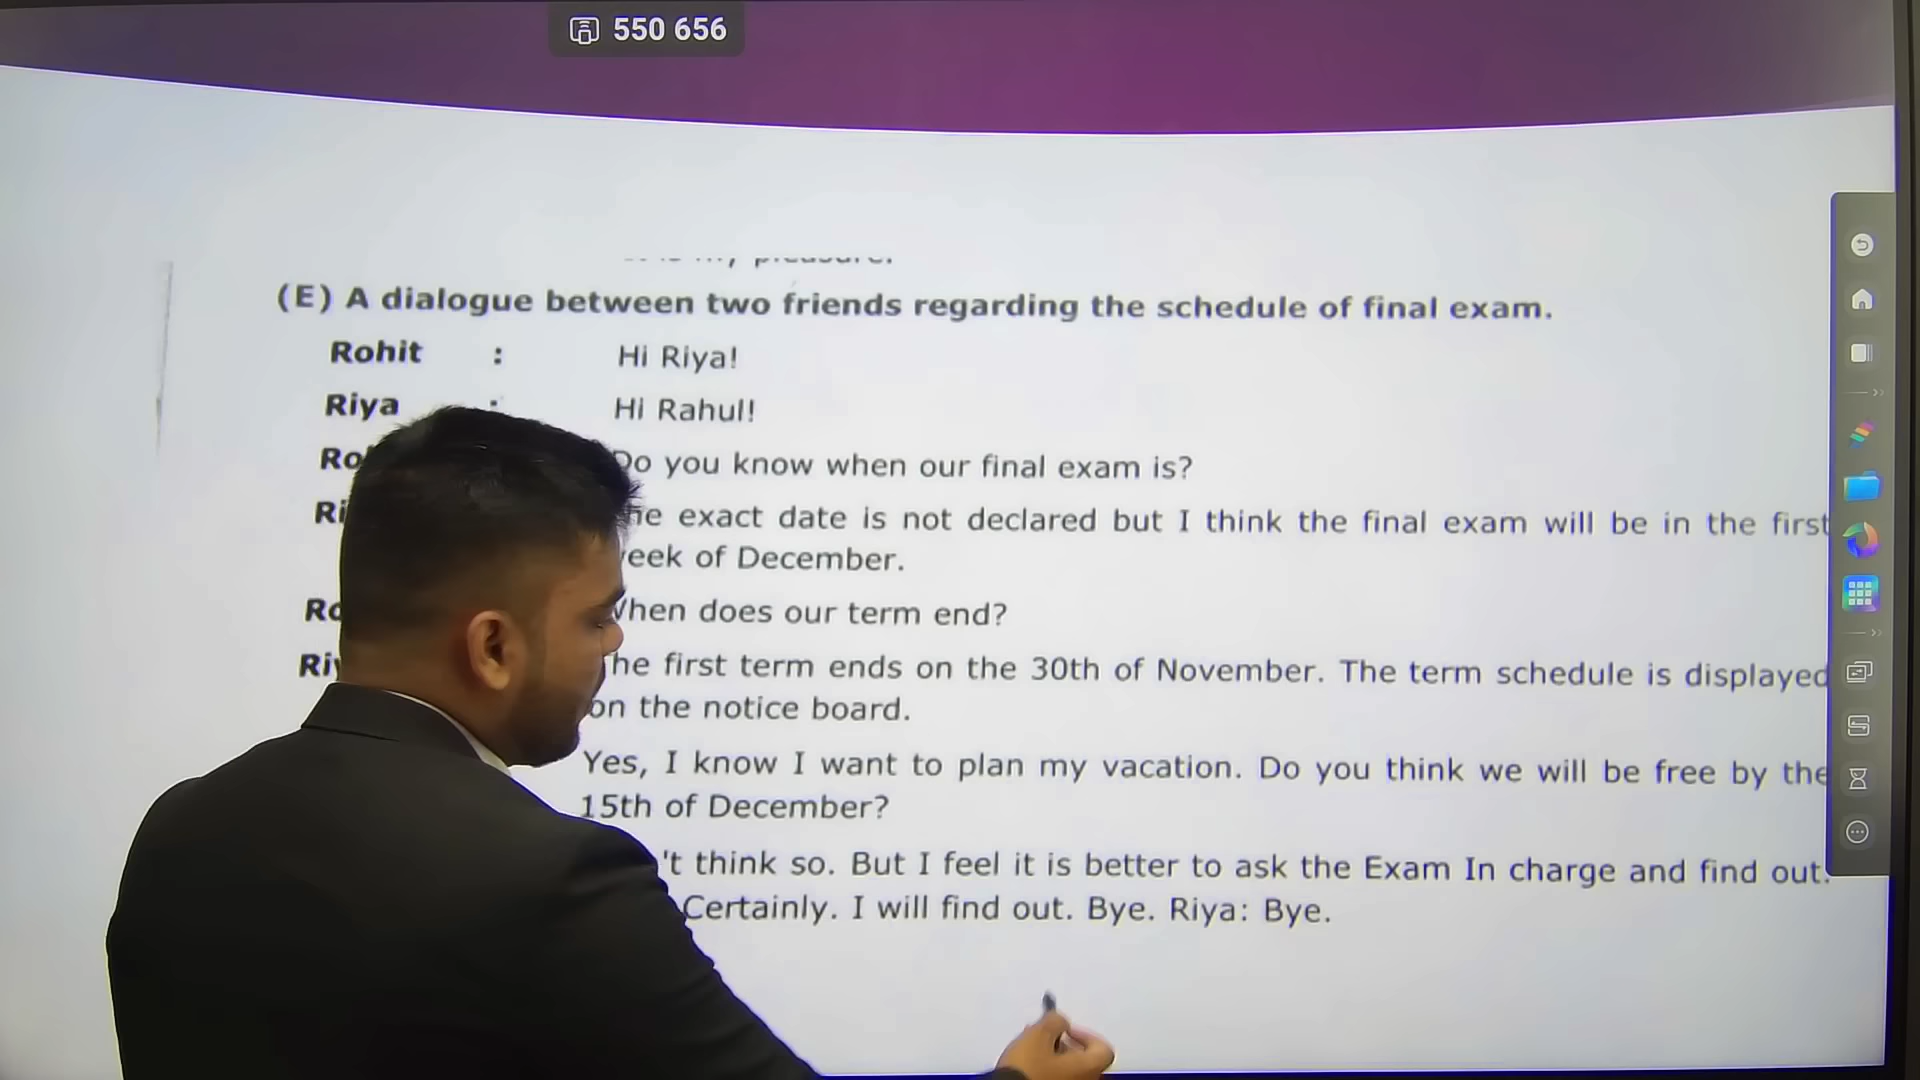 550 656
pleasure.
(E) A dialogue between two friends regarding the schedule of final exam.
Rohit : Hi Riya!
Riya : Hi Rahul!
Do you know when our final exam is?
exact date is not declared but I think the final exam will be in the first
of December.
does our term end?
first term ends on the 30th of November. The term schedule is displayed
on the notice board.
Yes, I know I want to plan my vacation. Do you think we will be free by the
15th of December?
't think so. But I feel it is better to ask the Exam In charge and find out.
Certainly. I will find out. Bye. Riya: Bye.